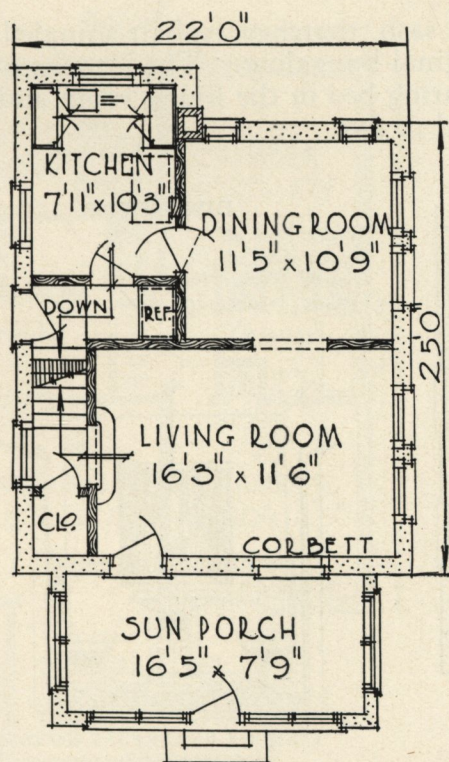 22'0"
KITCHEN
7'11" x 10'3"
DINING ROOM
11'5" x 10'9"
DOWN
REF.
25'0"
LIVING ROOM
16'3" x 11'6"
CLO.
CORBETT
SUN PORCH
16'5" x 7'9"